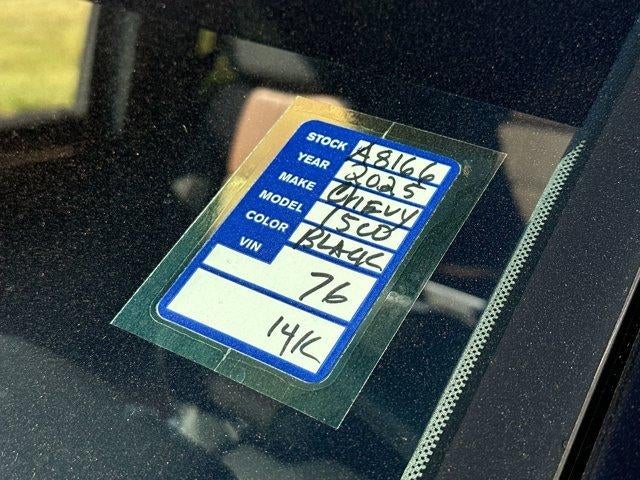 STOCK A8166
YEAR 2025
MAKE CHEVY
MODEL 1500
COLOR BLACK
VIN 76
14K